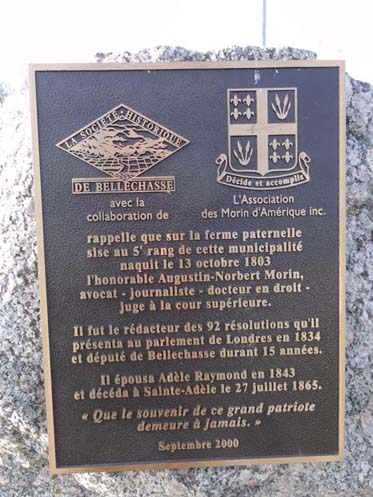 LA SOCIÉTÉ HISTORIQUE
DE BELLECHASSE
avec la
collaboration de
Décide et accomplis
L'Association
des Morin d'Amérique inc.
rappelle que sur la ferme paternelle
sise au 5e rang de cette municipalité
naquit le 13 octobre 1803
l'honorable Augustin-Norbert Morin,
avocat - journaliste - docteur en droit -
juge à la cour supérieure.
Il fut le rédacteur des 92 résolutions qu'il
présenta au parlement de Londres en 1834
et député de Bellechasse durant 15 années.
Il épousa Adèle Raymond en 1843
et décéda à Sainte-Adèle le 27 juillet 1865.
« Que le souvenir de ce grand patriote
demeure à jamais. »
Septembre 2000